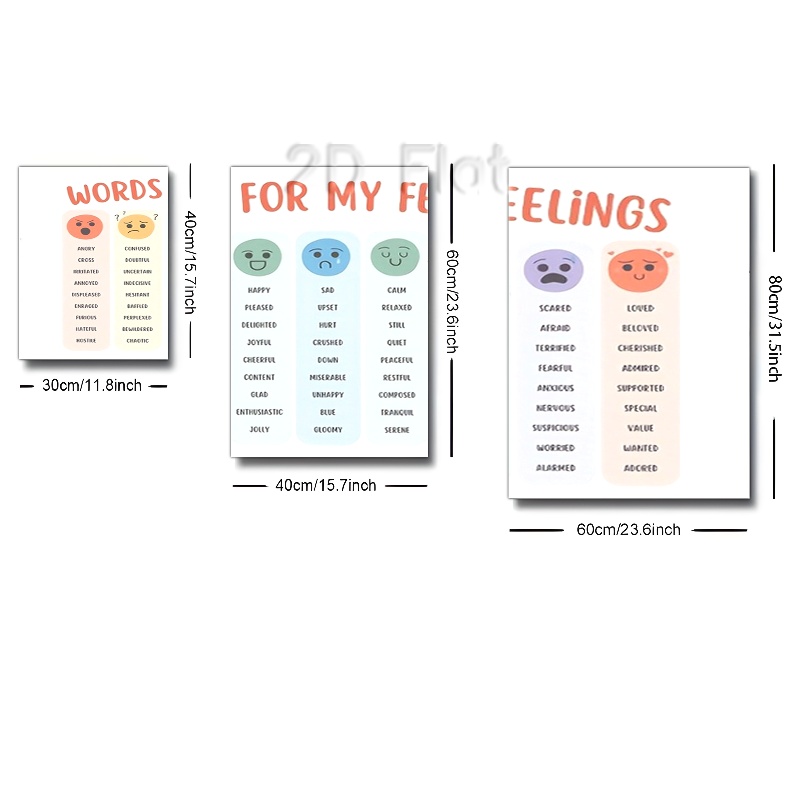 2D Flat
WORDS
? ? ?
ANGRY
CROSS
IRRITATED
ANNOYED
DISPLEASED
ENRAGED
FURIOUS
HATEFUL
HOSTILE
CONFUSED
DOUBTFUL
UNCERTAIN
INDECISIVE
HESITANT
BAFFLED
PERPLEXED
BEWILDERED
CHAOTIC
40cm/15.7inch
30cm/11.8inch
FOR MY FE
HAPPY
PLEASED
DELIGHTED
JOYFUL
CHEERFUL
CONTENT
GLAD
ENTHUSIASTIC
JOLLY
SAD
UPSET
HURT
CRUSHED
DOWN
MISERABLE
UNHAPPY
BLUE
GLOOMY
CALM
RELAXED
STILL
QUIET
PEACEFUL
RESTFUL
COMPOSED
TRANQUIL
SERENE
60cm/23.6inch
40cm/15.7inch
EELiNGS
SCARED
AFRAID
TERRIFIED
FEARFUL
ANXIOUS
NERVOUS
SUSPICIOUS
WORRIED
ALARMED
LOVED
BELOVED
CHERISHED
ADMIRED
SUPPORTED
SPECIAL
VALUE
WANTED
ADORED
80cm/31.5inch
60cm/23.6inch